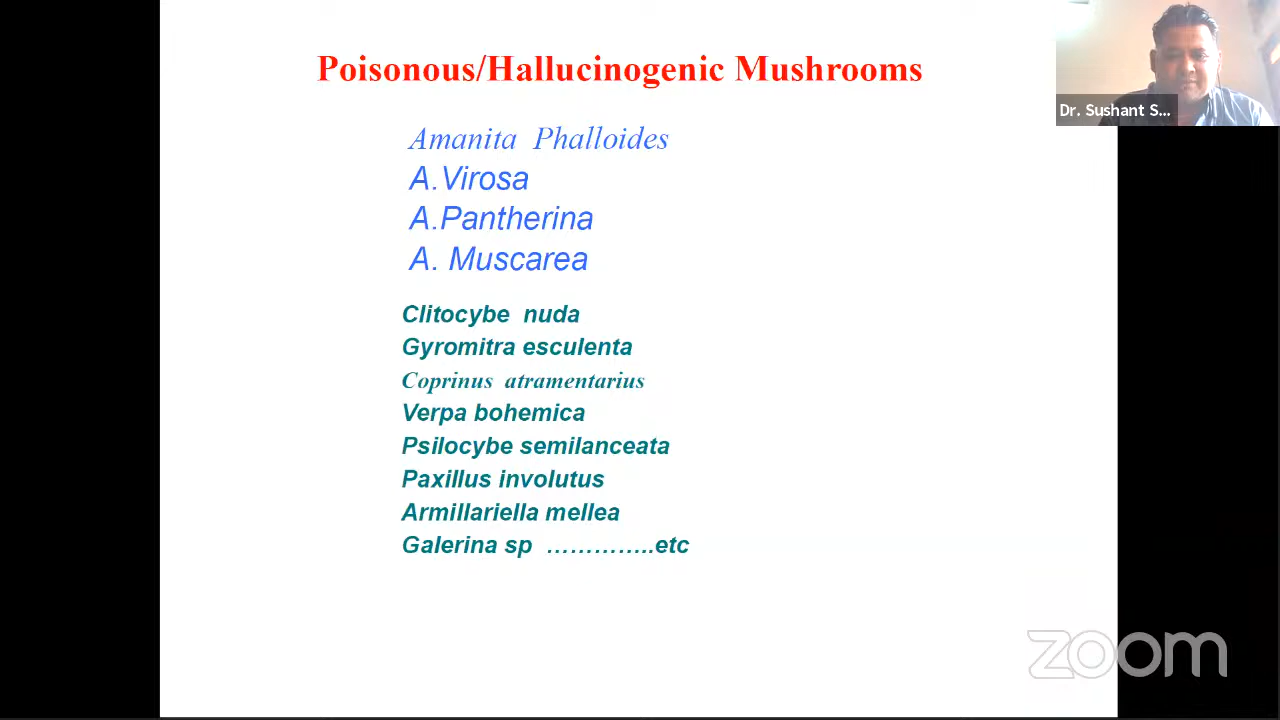 Poisonous/Hallucinogenic Mushrooms
Dr. Sushant S...
Amanita Phalloides
A.Virosa
A.Pantherina
A. Muscarea
Clitocybe nuda
Gyromitra esculenta
Coprinus atramentarius
Verpa bohemica
Psilocybe semilanceata
Paxillus involutus
Armillariella mellea
Galerina sp …………..etc
zoom